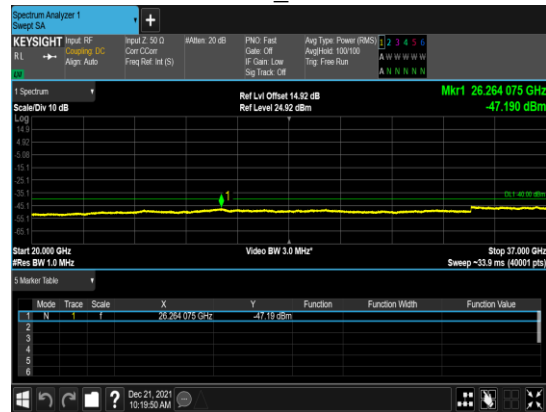 Spectrum Analyzer 1
Swept SA
KEYSIGHT Input: RF Input Z: 50 Ω #Atten: 20 dB PNO: Fast Avg Type: Power (RMS) 1 2 3 4 5 6
RL Coupling: DC Corr CCorr Gate: Off Avg|Hold: 100/100 A W W W W W
Align: Auto Freq Ref: Int (S) IF Gain: Low Trig: Free Run
Sig Track: Off A N N N N N
1 Spectrum Ref Lvl Offset 14.92 dB Mkr1 26.264 075 GHz
Scale/Div 10 dB Ref Level 24.92 dBm -47.190 dBm
Log
14.9
4.92
-5.08
-15.1
-25.1
-35.1
1
DL1 -40.00 dBm
-45.1
-55.1
-65.1
Start 20.000 GHz Video BW 3.0 MHz* Stop 37.000 GHz
#Res BW 1.0 MHz Sweep ~33.9 ms (40001 pts)
5 Marker Table
Mode Trace Scale X Y Function Function Width Function Value
1 N 1 f 26.264 075 GHz -47.19 dBm
2
3
4
5
6
? Dec 21, 2021
10:19:50 AM